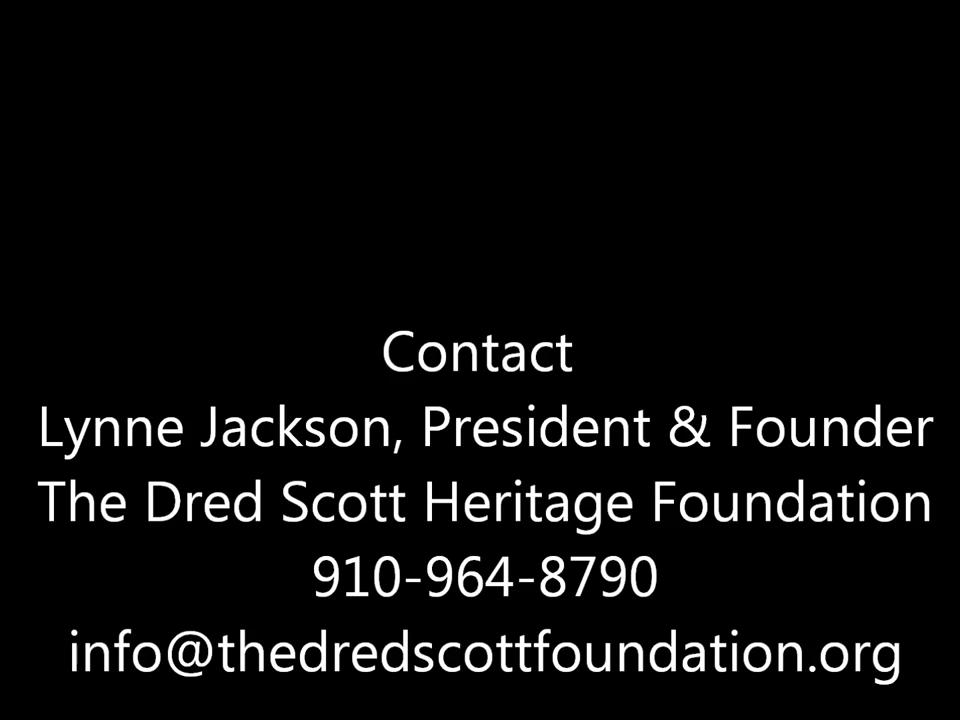 Contact
Lynne Jackson, President & Founder
The Dred Scott Heritage Foundation
910-964-8790
info@thedredscottfoundation.org